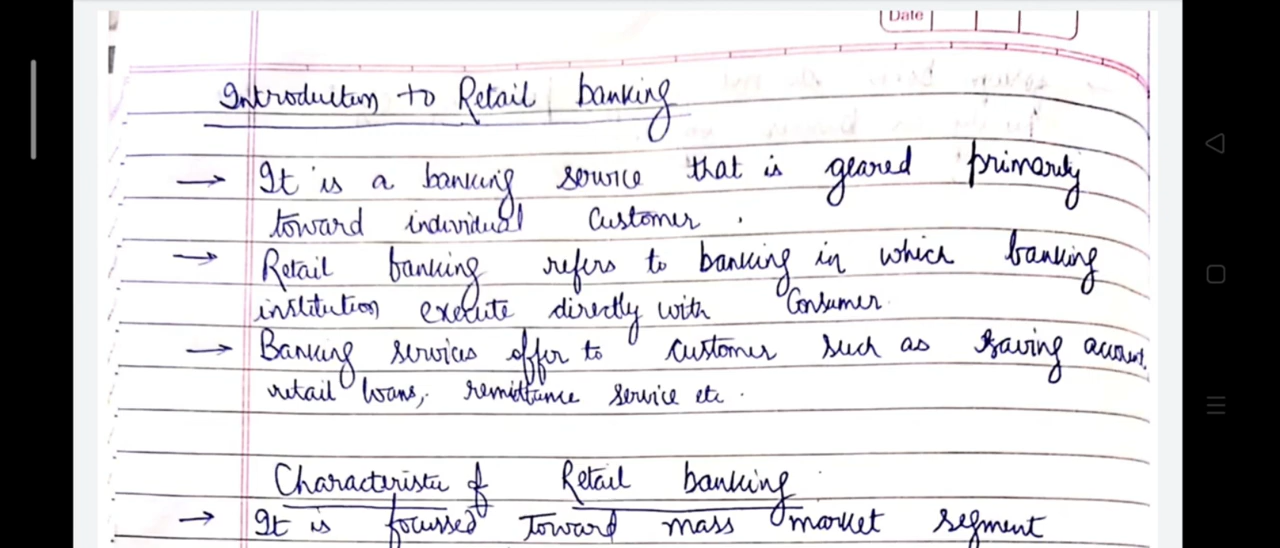 Date
Introduction to Retail banking
→ It is a banking service that is geared primarily
toward individual Customer.
→ Retail banking refers to banking in which banking
institution execute directly with Consumer.
→ Banking services offer to customer such as saving account,
retail loans, remittance service etc.
Characteristic of Retail banking
→ It is focussed toward mass market segment